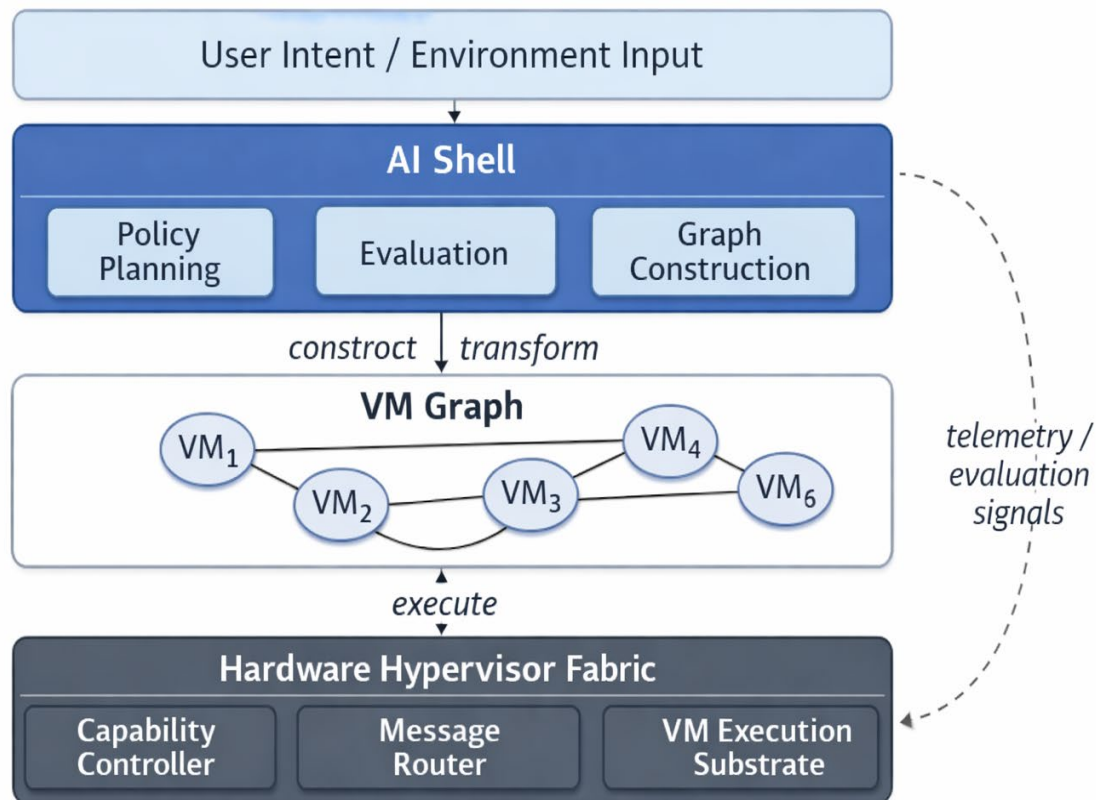 User Intent / Environment Input
AI Shell
Policy
Planning
Evaluation
Graph
Construction
constroct transform
VM Graph
VM1
VM2
VM3
VM4
VM6
telemetry /
evaluation
signals
execute
Hardware Hypervisor Fabric
Capability
Controller
Message
Router
VM Execution
Substrate